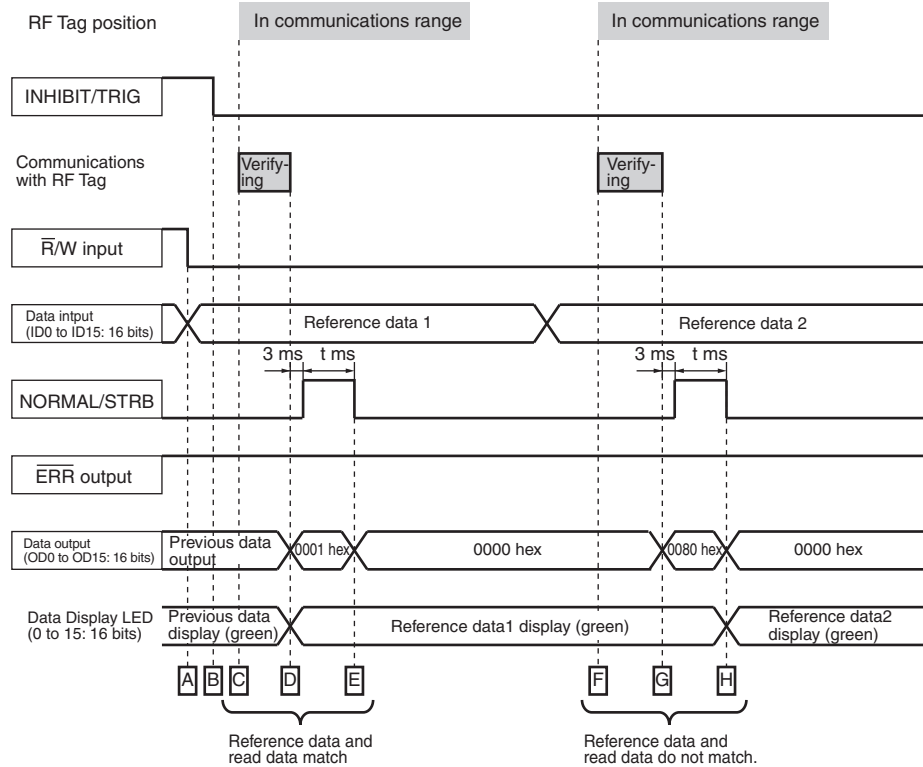 RF Tag position
In communications range
In communications range
INHIBIT/TRIG
Communications
with RF Tag
Verify-
ing
Verify-
ing
R̅/W input
Data intput
(ID0 to ID15: 16 bits)
Reference data 1
Reference data 2
3 ms
t ms
3 ms
t ms
NORMAL/STRB
E̅R̅R̅ output
Data output
(OD0 to OD15: 16 bits)
Previous data
output
0001 hex
0000 hex
0080 hex
0000 hex
Data Display LED
(0 to 15: 16 bits)
Previous data
display (green)
Reference data1 display (green)
Reference data2
display (green)
A
B
C
D
E
F
G
H
Reference data and
read data match
Reference data and
read data do not match.